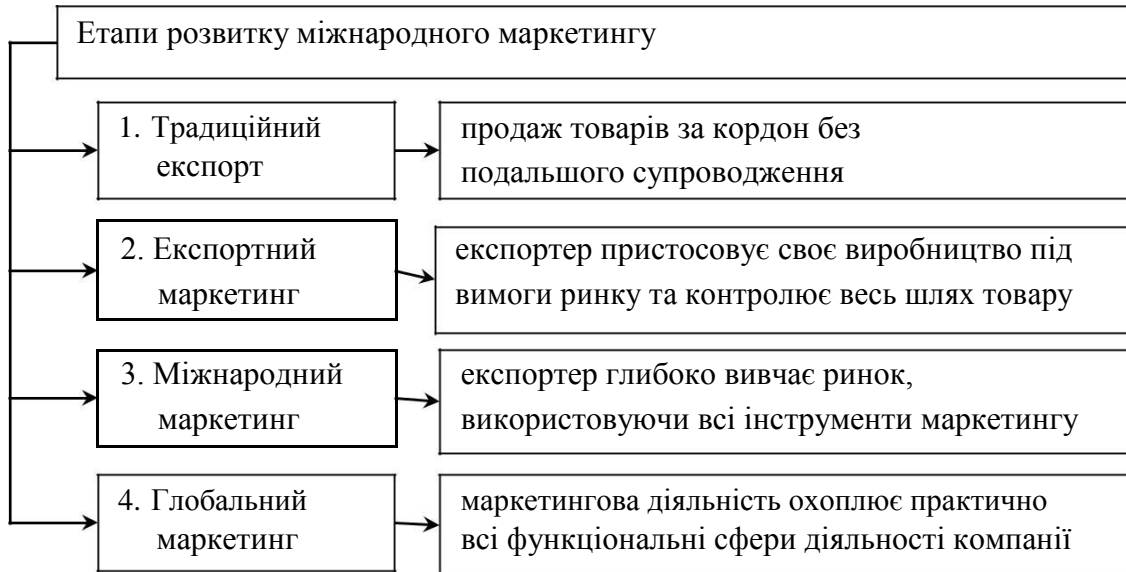 Етапи розвитку міжнародного маркетингу
1. Традиційний
експорт
продаж товарів за кордон без
подальшого супроводження
2. Експортний
маркетинг
експортер пристосовує своє виробництво під
вимоги ринку та контролює весь шлях товару
3. Міжнародний
маркетинг
експортер глибоко вивчає ринок,
використовуючи всі інструменти маркетингу
4. Глобальний
маркетинг
маркетингова діяльність охоплює практично
всі функціональні сфери діяльності компанії